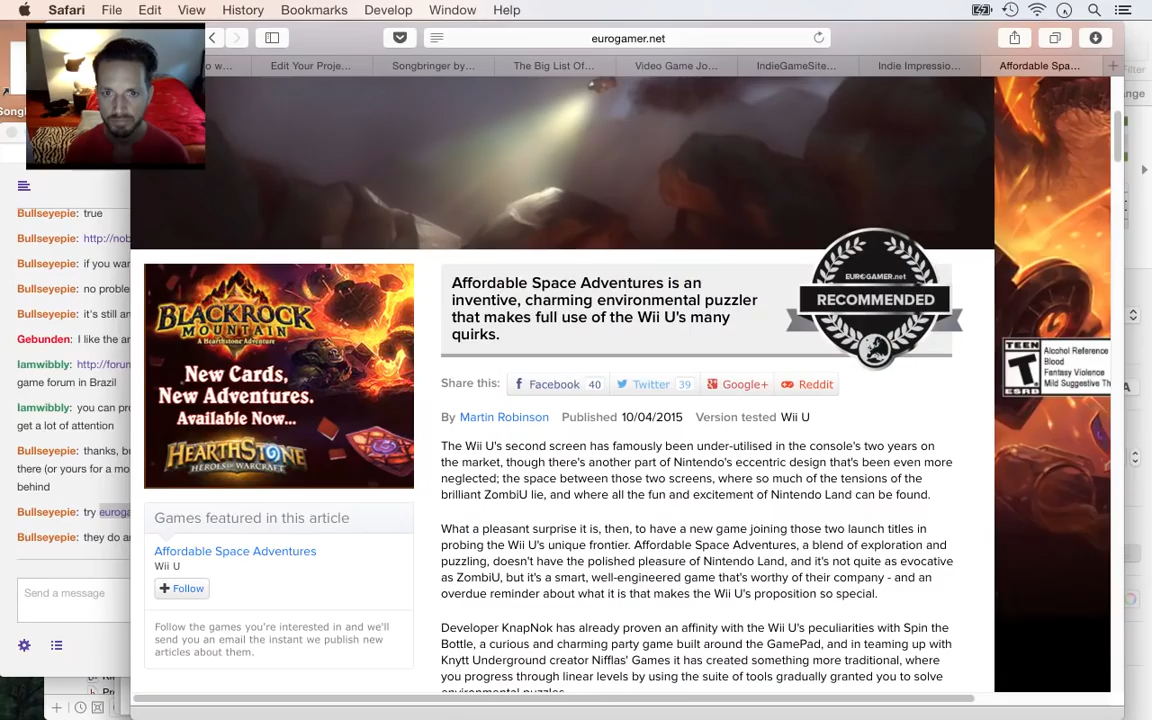 Safari File Edit View History Bookmarks Develop Window Help
eurogamer.net
o w... Edit Your Proje... Songbringer by... The Big List Of... Video Game Jo... IndieGameSite... Indie Impressio... Affordable Spa...
Filter
Songl
ange
Bullseyepie: true
Bullseyepie: http://nob
Bullseyepie: if you wan
Bullseyepie: no proble
Bullseyepie: it's still an
Gebunden: I like the ar
Iamwibbly: http://forun
game forum in Brazil
Iamwibbly: you can pr
get a lot of attention
Bullseyepie: thanks, b
there (or yours for a mo
behind
Bullseyepie: try euroga
Bullseyepie: they do ar
Send a message
BLACKROCK
MOUNTAIN
A Hearthstone Adventure
New Cards,
New Adventures.
Available Now...
HEARTHSTONE
HEROES OF WARCRAFT
Games featured in this article
Affordable Space Adventures
Wii U
+ Follow
Follow the games you're interested in and we'll
send you an email the instant we publish new
articles about them.
Affordable Space Adventures is an
inventive, charming environmental puzzler
that makes full use of the Wii U's many
quirks.
EUROGAMER.net
RECOMMENDED
Share this: Facebook 40 Twitter 39 Google+ Reddit
By Martin Robinson Published 10/04/2015 Version tested Wii U
The Wii U's second screen has famously been under-utilised in the console's two years on
the market, though there's another part of Nintendo's eccentric design that's been even more
neglected; the space between those two screens, where so much of the tensions of the
brilliant ZombiU lie, and where all the fun and excitement of Nintendo Land can be found.
What a pleasant surprise it is, then, to have a new game joining those two launch titles in
probing the Wii U's unique frontier. Affordable Space Adventures, a blend of exploration and
puzzling, doesn't have the polished pleasure of Nintendo Land, and it's not quite as evocative
as ZombiU, but it's a smart, well-engineered game that's worthy of their company - and an
overdue reminder about what it is that makes the Wii U's proposition so special.
Developer KnapNok has already proven an affinity with the Wii U's peculiarities with Spin the
Bottle, a curious and charming party game built around the GamePad, and in teaming up with
Knytt Underground creator Nifflas' Games it has created something more traditional, where
you progress through linear levels by using the suite of tools gradually granted you to solve
environmental puzzles.
TEEN
T
ESRB
Alcohol Reference
Blood
Fantasy Violence
Mild Suggestive Th